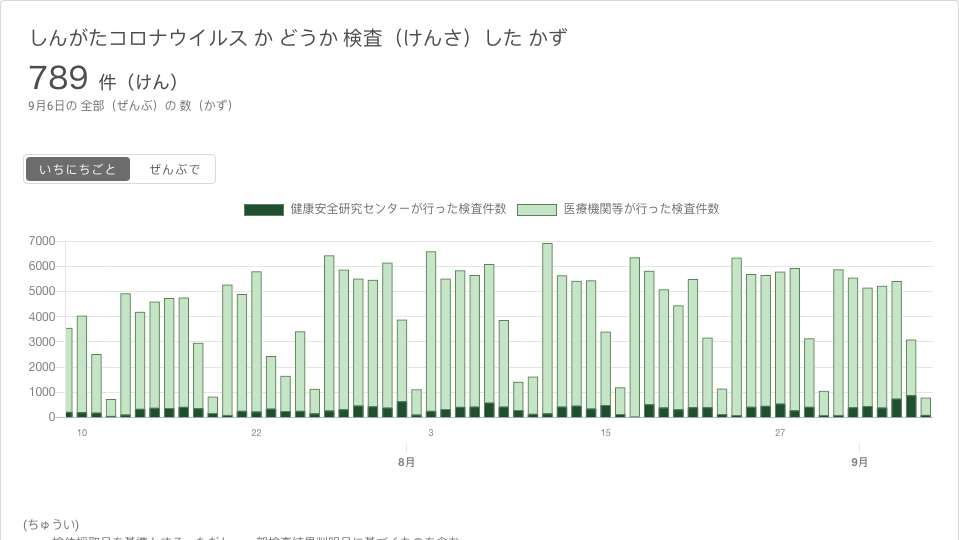 しんがたコロナウイルス か どうか 検査（けんさ）した かず
789 件（けん）
9月6日の 全部（ぜんぶ）の 数（かず）
いちにちごと ぜんぶで
健康安全研究センターが行った検査件数 医療機関等が行った検査件数
7000
6000
5000
4000
3000
2000
1000
0
10 22 3 15 27
8月 9月
(ちゅうい)